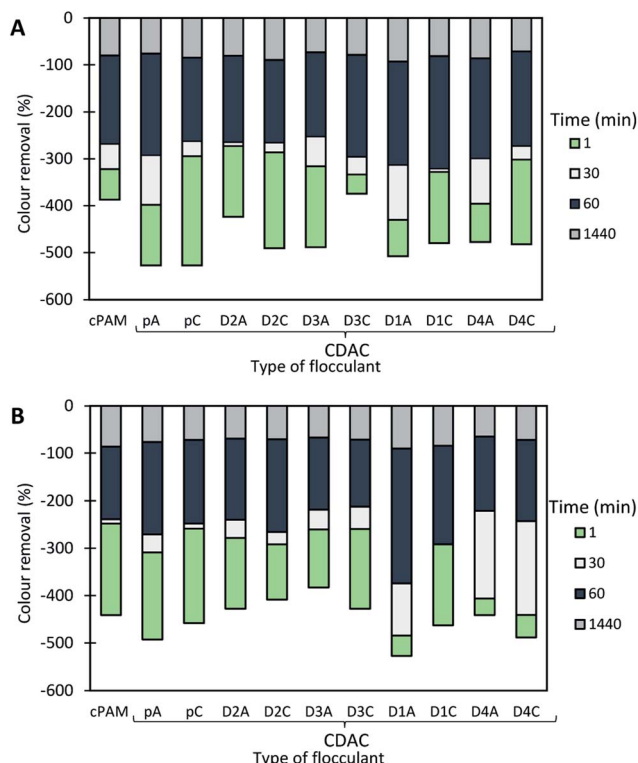 A
0
-100
-200
-300
-400
-500
-600
Colour removal (%)
Time (min)
1
30
60
1440
cPAM pA pC D2A D2C D3A D3C D1A D1C D4A D4C
CDAC
Type of flocculant
B
0
-100
-200
-300
-400
-500
-600
Colour removal (%)
Time (min)
1
30
60
1440
cPAM pA pC D2A D2C D3A D3C D1A D1C D4A D4C
CDAC
Type of flocculant